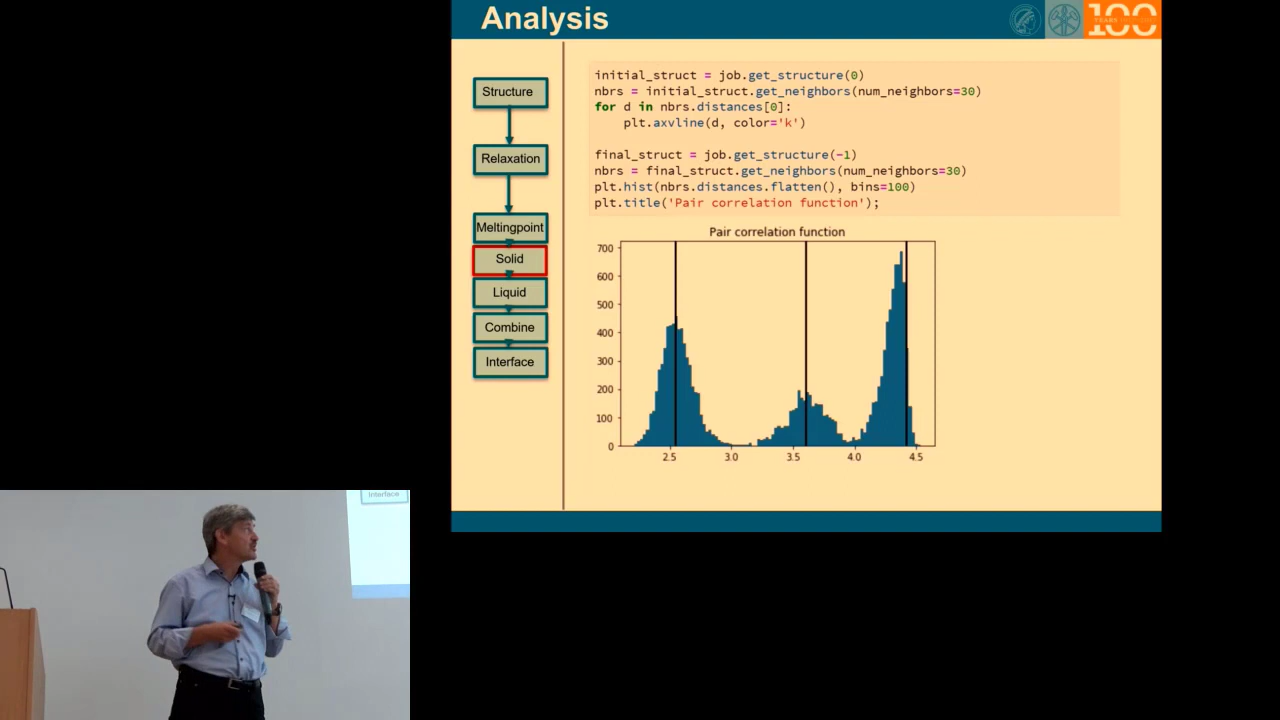 Analysis
100
YEARS
Structure
Relaxation
Meltingpoint
Solid
Liquid
Combine
Interface
initial_struct = job.get_structure(0)
nbrs = initial_struct.get_neighbors(num_neighbors=30)
for d in nbrs.distances[0]:
    plt.axvline(d, color='k')
final_struct = job.get_structure(-1)
nbrs = final_struct.get_neighbors(num_neighbors=30)
plt.hist(nbrs.distances.flatten(), bins=100)
plt.title('Pair correlation function');
Pair correlation function
700
600
500
400
300
200
100
0
2.5 3.0 3.5 4.0 4.5
Interface